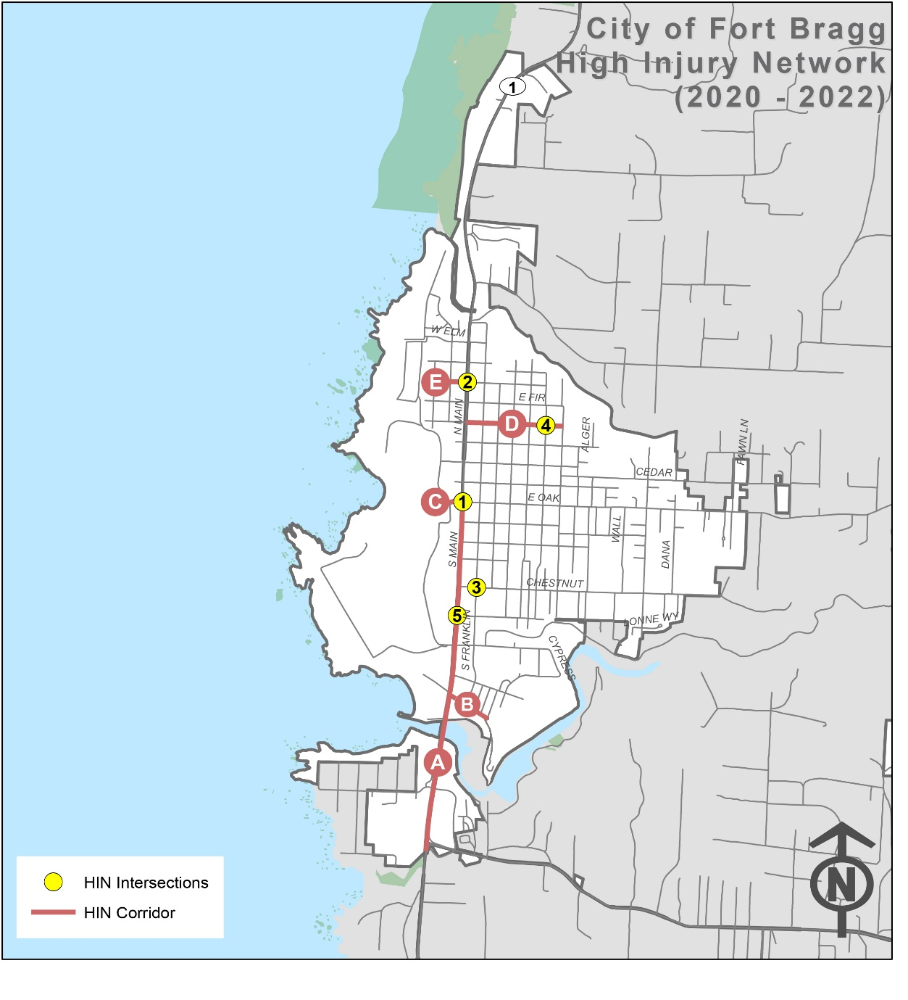 City of Fort Bragg
High Injury Network
(2020 - 2022)
1
W ELM
E
2
E FIR
N MAIN
D
4
ALGER
FAWN LN
CEDAR
C
1
E OAK
WALL
S MAIN
DANA
3
CHESTNUT
5
LONNE WY
S FRANKLIN
CYPRESS
B
A
HIN Intersections
HIN Corridor
N